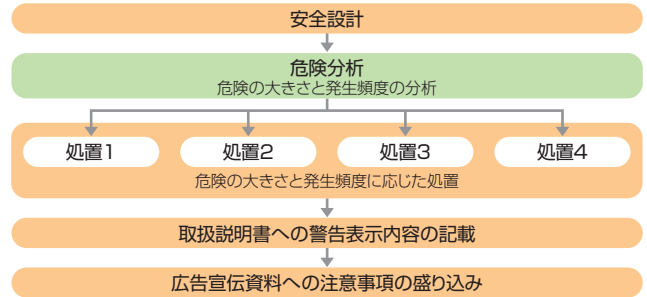 安全設計
危険分析
危険の大きさと発生頻度の分析
処置1 処置2 処置3 処置4
危険の大きさと発生頻度に応じた処置
取扱説明書への警告表示内容の記載
広告宣伝資料への注意事項の盛り込み